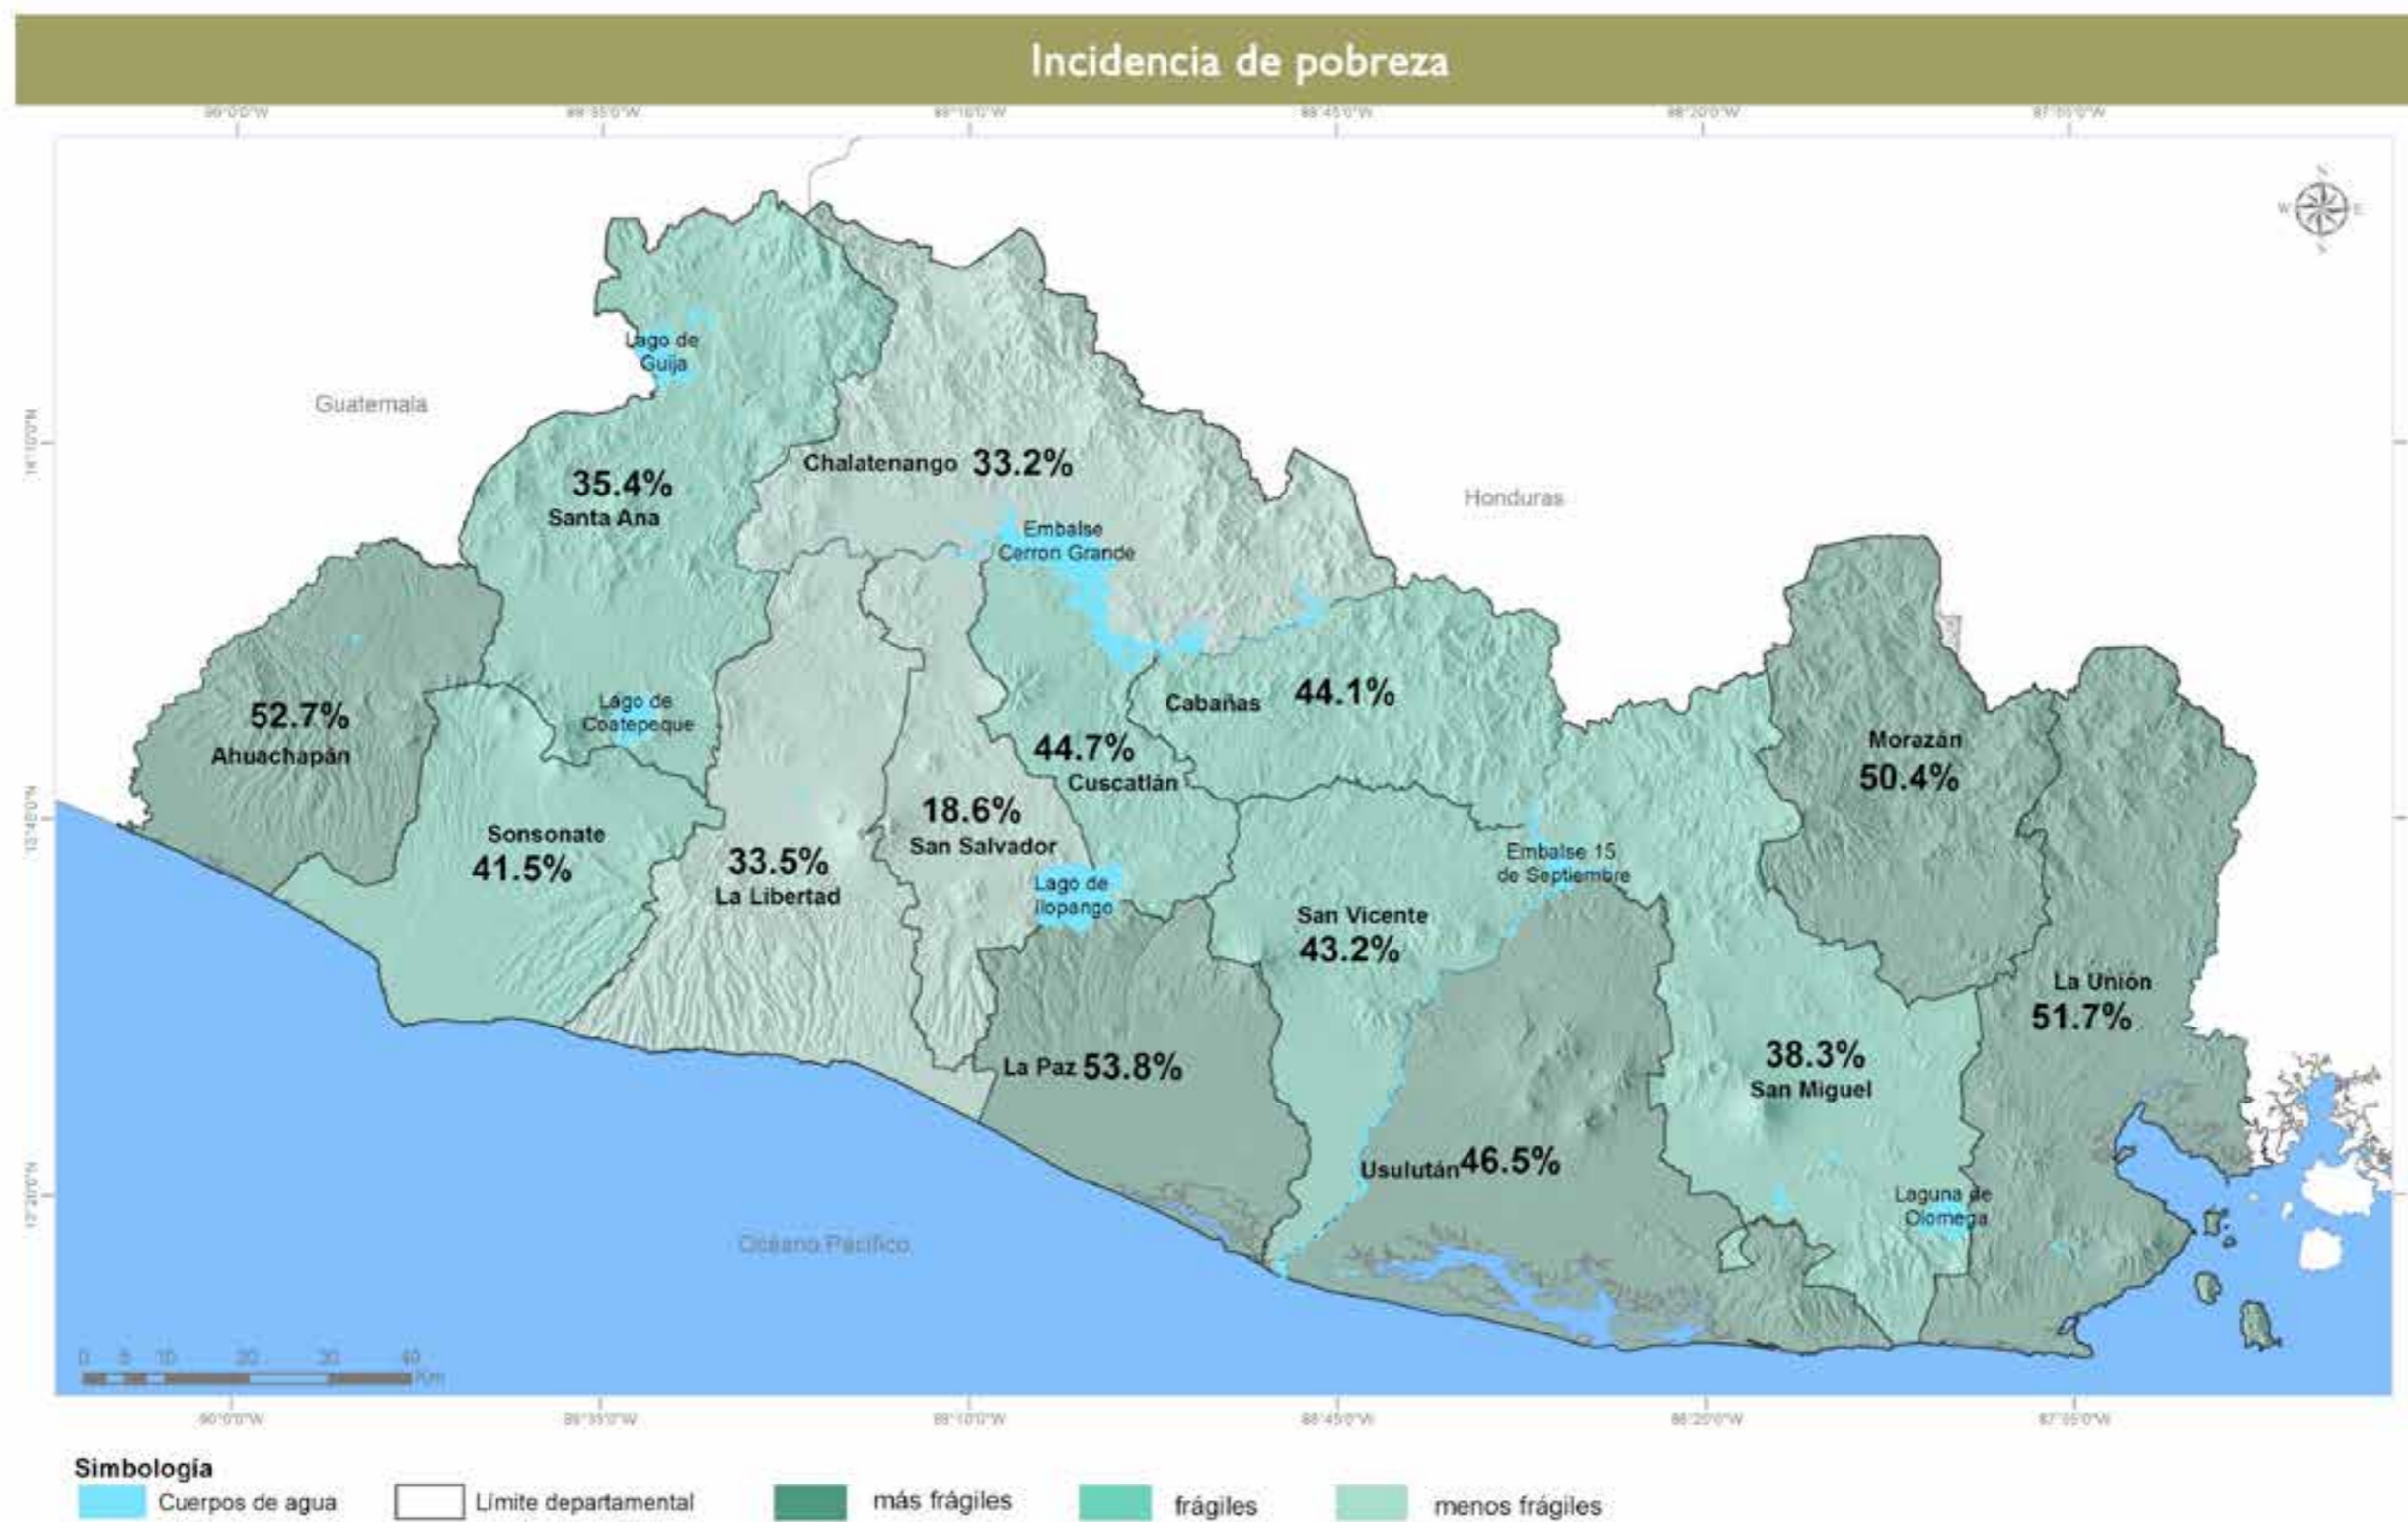 Incidencia de pobreza
Guatemala
Honduras
Lago de
Guija
Chalatenango 33.2%
35.4%
Santa Ana
Embalse
Cerron Grande
52.7%
Ahuachapán
Lago de
Coatepeque
Cabañas 44.1%
44.7%
Cuscatlán
Morazán
50.4%
Sonsonate
41.5%
18.6%
San Salvador
33.5%
La Libertad
Lago de
Ilopango
Embalse 15
de Septiembre
San Vicente
43.2%
La Unión
51.7%
La Paz 53.8%
38.3%
San Miguel
Usulután 46.5%
Laguna de
Olomega
Océano Pacífico
0 5 10 20 30 40
Km
W E
Simbología
Cuerpos de agua
Límite departamental
más frágiles
frágiles
menos frágiles